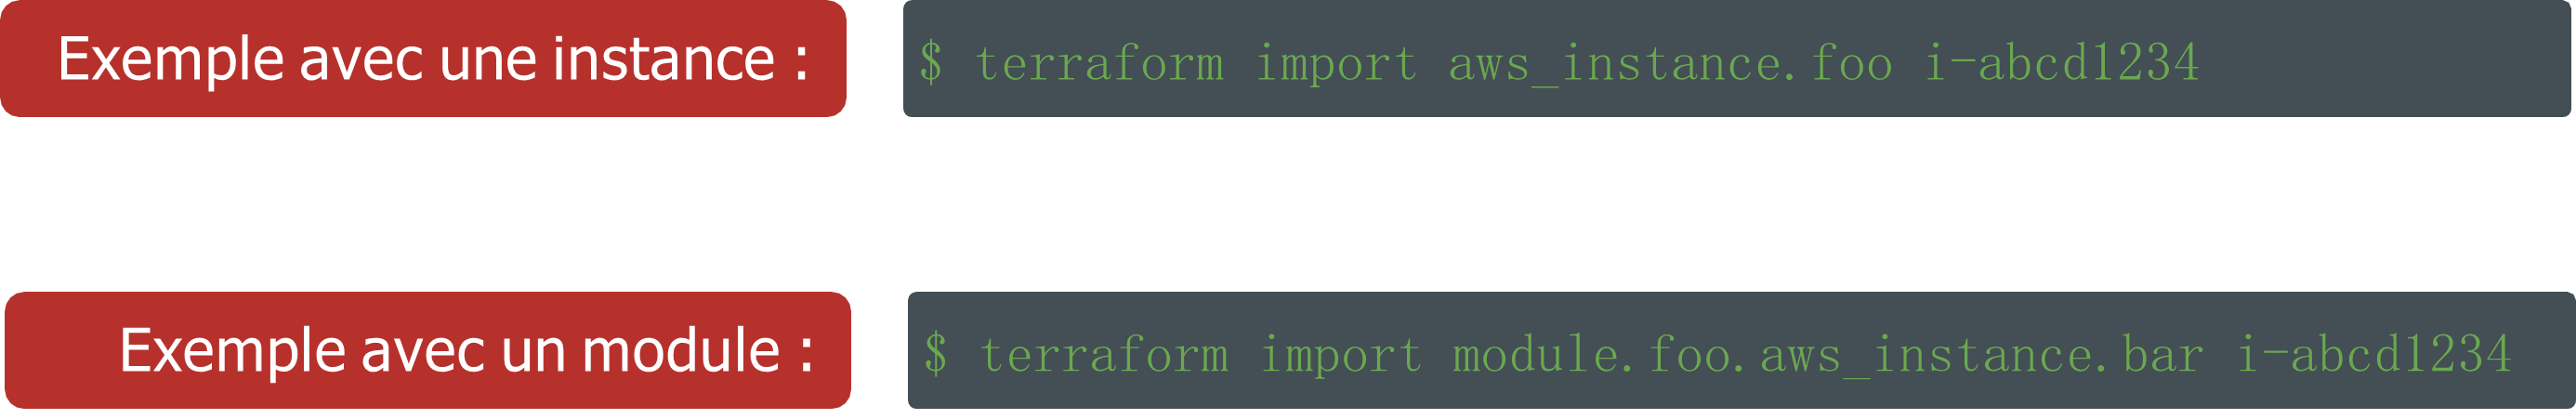 Exemple avec une instance :
$ terraform import aws_instance.foo i-abcd1234
Exemple avec un module :
$ terraform import module.foo.aws_instance.bar i-abcd1234